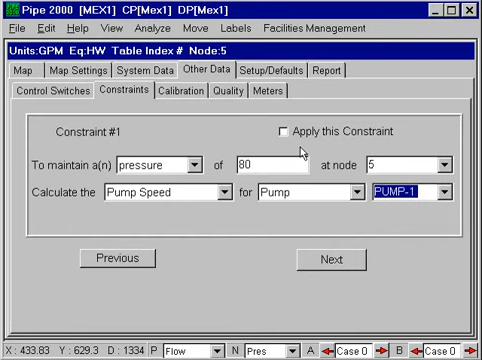 Pipe 2000 [MEX1] CP[Mex1] DP[Mex1]
File Edit Help View Analyze Move Labels Facilities Management
Units:GPM Eq:HW Table Index # Node:5
Map Map Settings System Data Other Data Setup/Defaults Report
Control Switches Constraints Calibration Quality Meters
Constraint #1 Apply this Constraint
To maintain a(n) pressure of 80 at node 5
Calculate the Pump Speed for Pump PUMP-1
Previous Next
X : 433.83 Y : 629.3 D : 1334 P Flow N Pres A Case 0 B Case 0